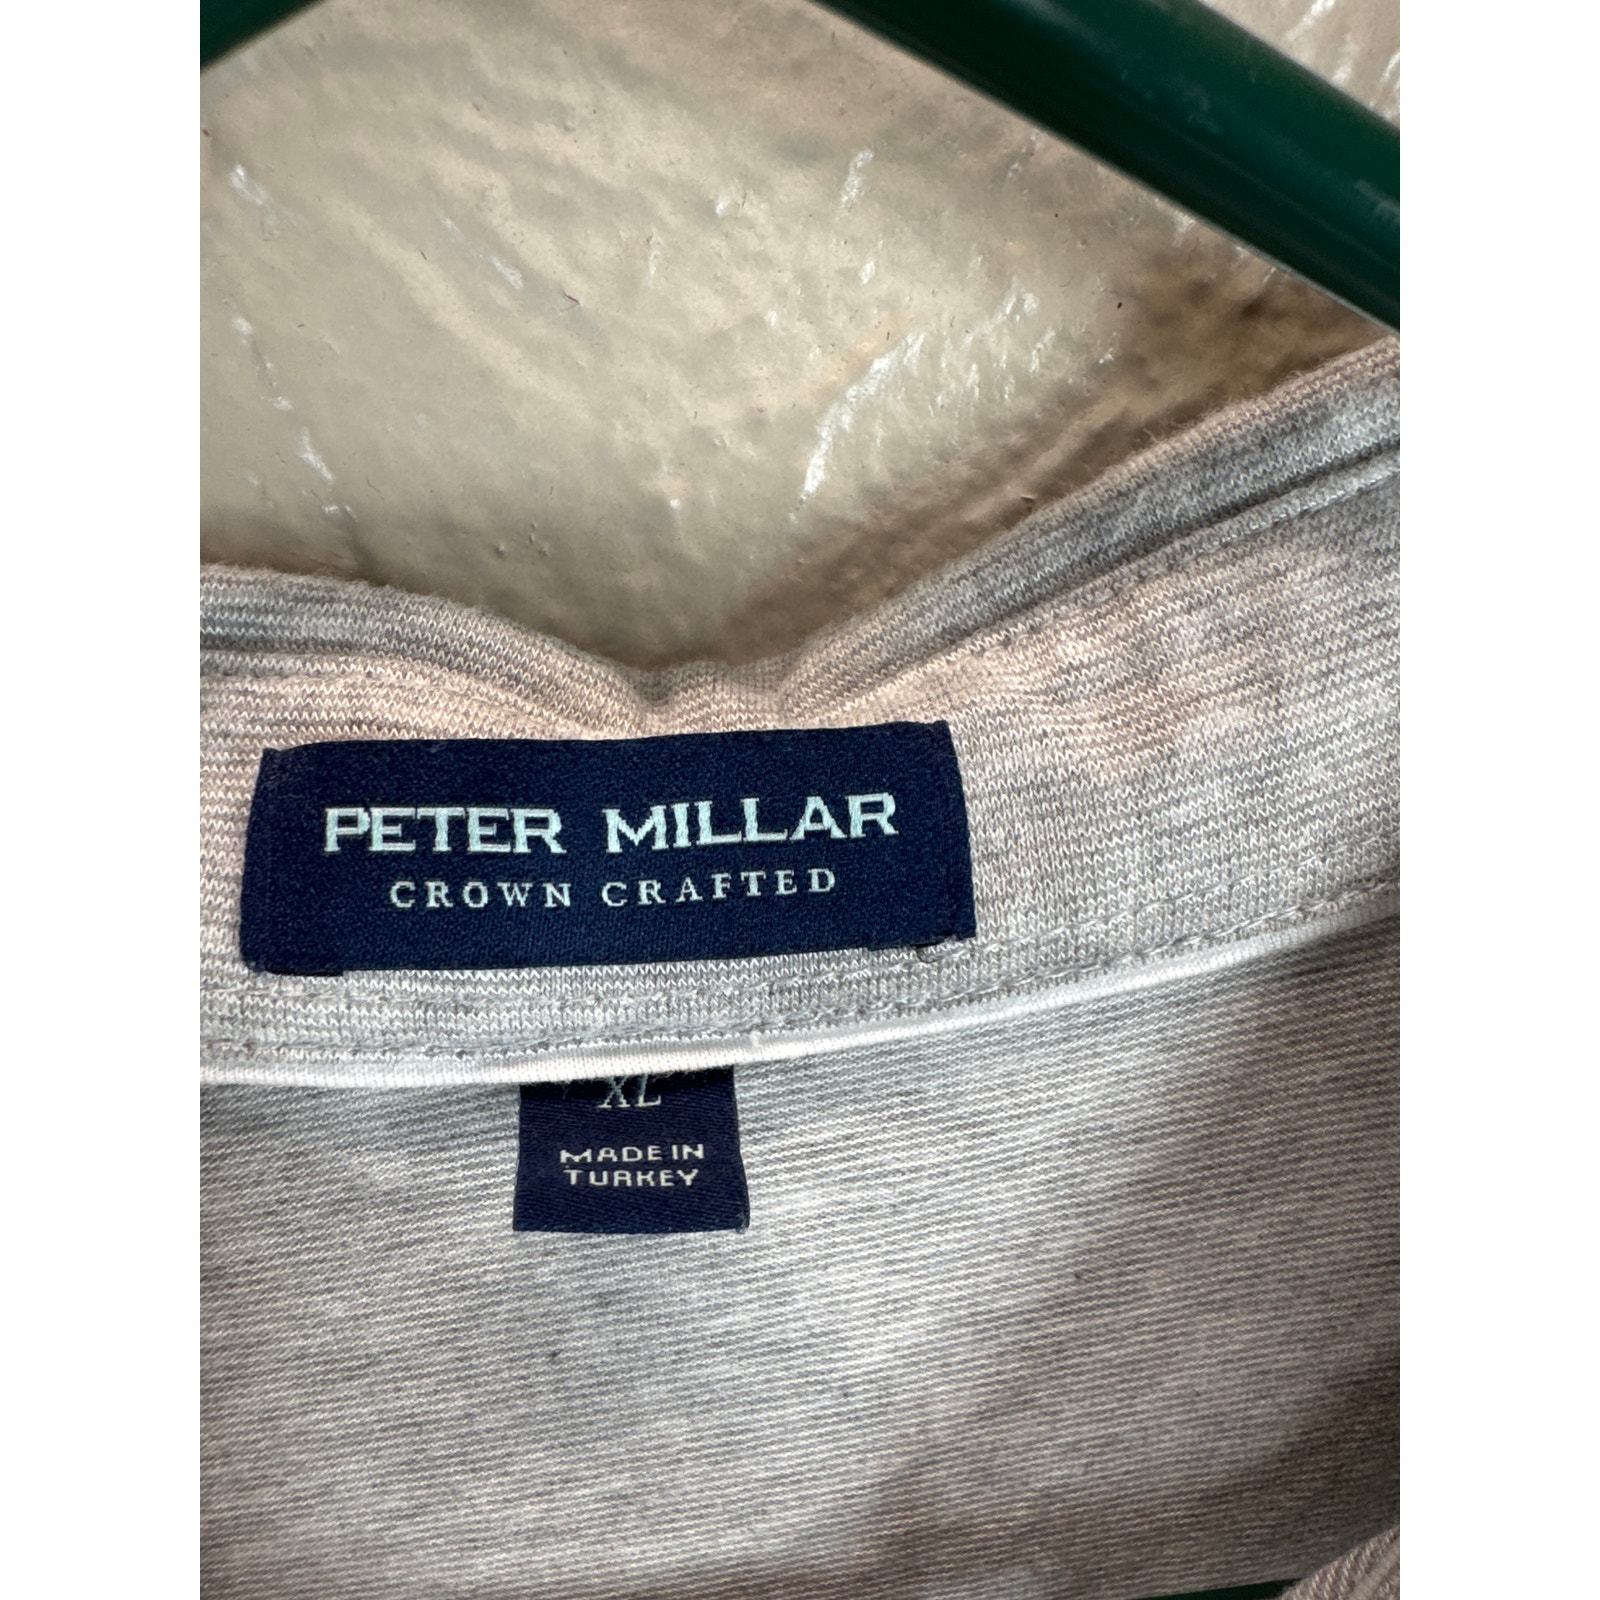 PETER MILLAR
CROWN CRAFTED
XL
MADE IN
TURKEY